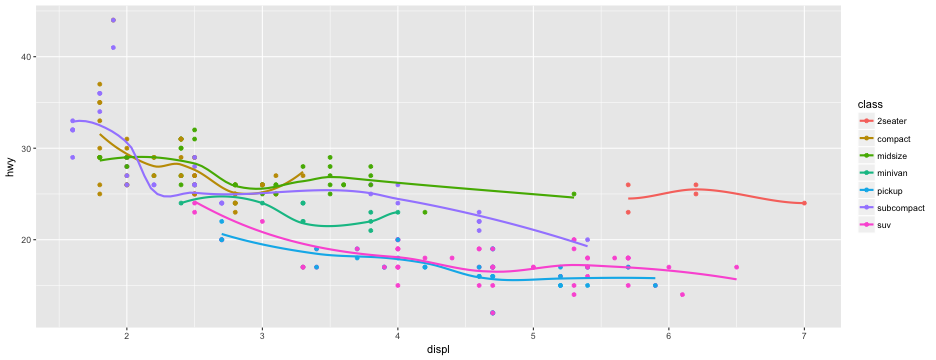 class
40
2seater
compact
30
midsize
hwy
minivan
pickup
20
subcompact
suv
2 3 4 5 6 7
displ